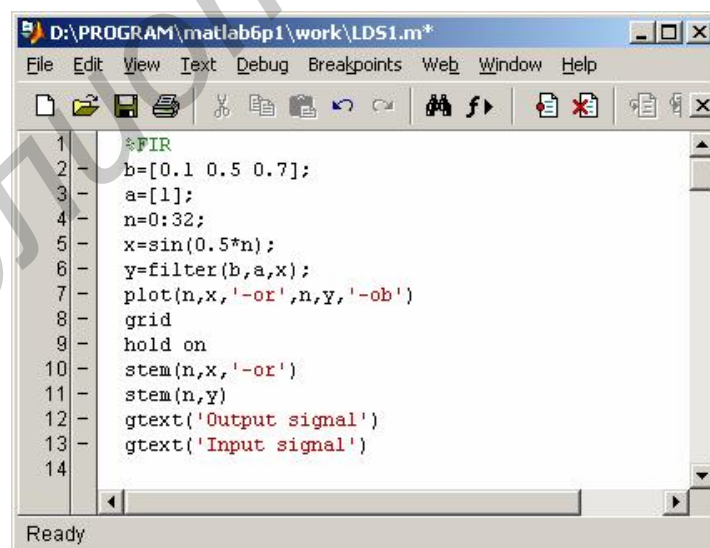 D:\PROGRAM\matlab6p1\work\LDS1.m*
File Edit View Text Debug Breakpoints Web Window Help
1 %FIR
2 - b=[0.1 0.5 0.7];
3 - a=[1];
4 - n=0:32;
5 - x=sin(0.5*n);
6 - y=filter(b,a,x);
7 - plot(n,x,'-or',n,y,'-ob')
8 - grid
9 - hold on
10 - stem(n,x,'-or')
11 - stem(n,y)
12 - gtext('Output signal')
13 - gtext('Input signal')
14
Ready